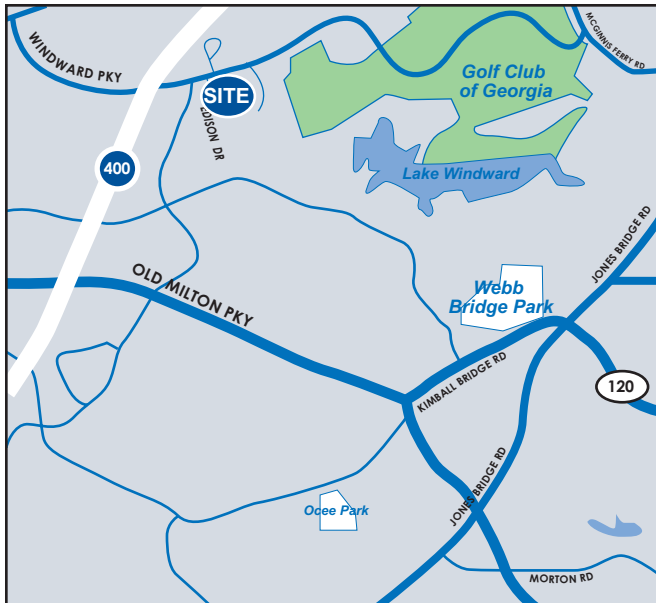 MCGINNIS FERRY RD
WINDWARD PKY
Golf Club
of Georgia
SITE
EDISON DR
400
Lake Windward
JONES BRIDGE RD
OLD MILTON PKY
Webb
Bridge Park
KIMBALL BRIDGE RD
120
JONES BRIDGE RD
Ocee Park
MORTON RD